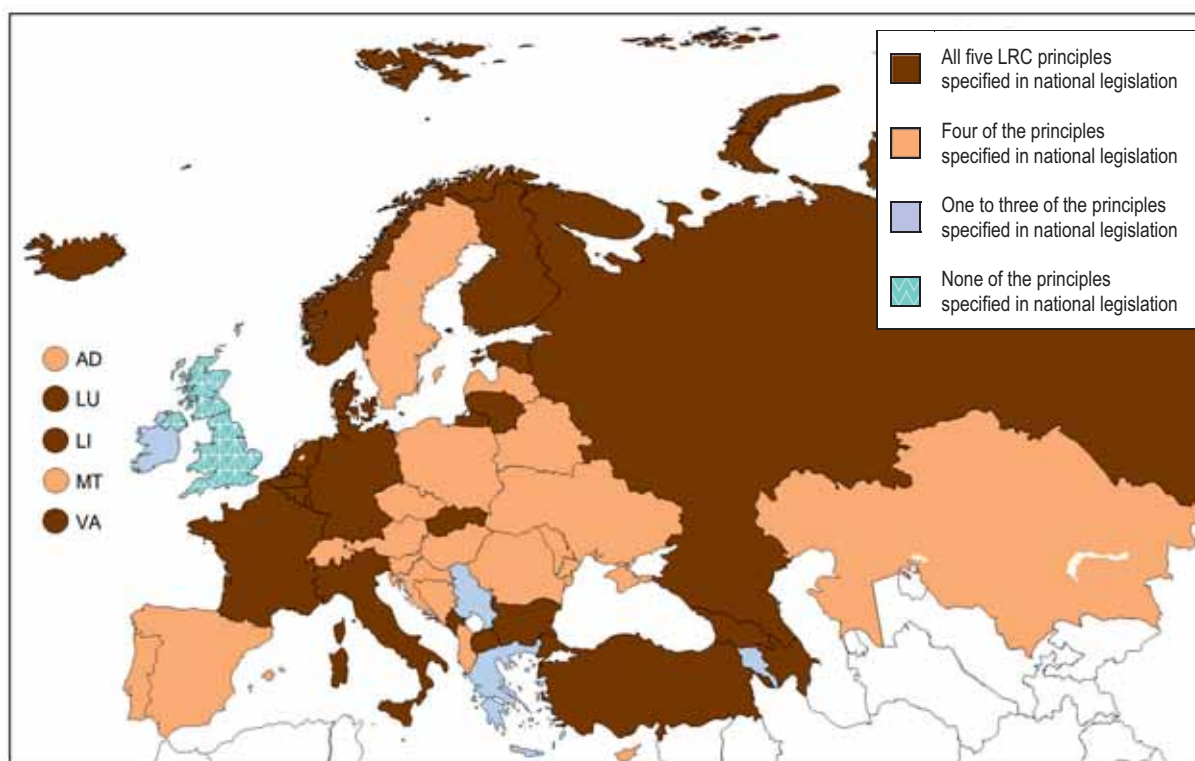 All five LRC principles
specified in national legislation
Four of the principles
specified in national legislation
One to three of the principles
specified in national legislation
None of the principles
specified in national legislation
AD
LU
LI
MT
VA